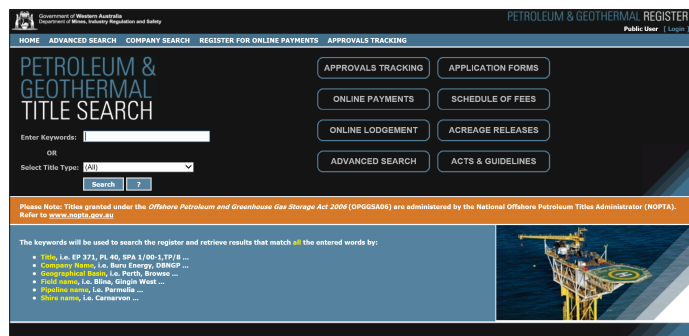 Government of Western Australia
Department of Mines, Industry Regulation and Safety
PETROLEUM & GEOTHERMAL REGISTER
Public User [ Login ]
HOME ADVANCED SEARCH COMPANY SEARCH REGISTER FOR ONLINE PAYMENTS APPROVALS TRACKING
PETROLEUM &
GEOTHERMAL
TITLE SEARCH
Enter Keywords:
OR
Select Title Type: (All)
Search ?
APPROVALS TRACKING APPLICATION FORMS
ONLINE PAYMENTS SCHEDULE OF FEES
ONLINE LODGEMENT ACREAGE RELEASES
ADVANCED SEARCH ACTS & GUIDELINES
Please Note: Titles granted under the Offshore Petroleum and Greenhouse Gas Storage Act 2006 (OPGGSA06) are administered by the National Offshore Petroleum Titles Administrator (NOPTA).
Refer to www.nopta.gov.au
The keywords will be used to search the register and retrieve results that match all the entered words by:
Title, i.e. EP 371, PL 40, SPA 1/00-1,TP/8 ...
Company Name, i.e. Buru Energy, DBNGP ...
Geographical Basin, i.e. Perth, Browse ...
Field name, i.e. Blina, Gingin West ...
Pipeline name, i.e. Parmelia ...
Shire name, i.e. Carnarvon ...